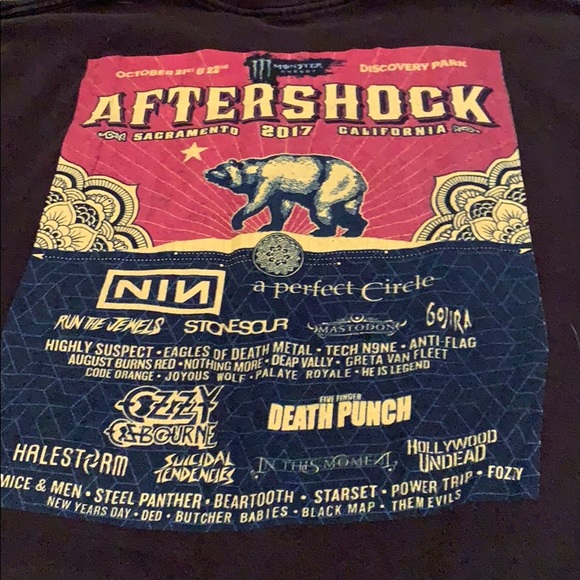 OCTOBER 21ST & 22ND MONSTER ENERGY DISCOVERY PARK
AFTERSHOCK
SACRAMENTO 2017 CALIFORNIA
NIN a perfect Circle
RUN THE JEWELS STONE SOUR MASTODON GOJIRA
HIGHLY SUSPECT • EAGLES OF DEATH METAL • TECH N9NE • ANTI-FLAG
AUGUST BURNS RED • NOTHING MORE • DEAP VALLY • GRETA VAN FLEET
CODE ORANGE • JOYOUS WOLF • PALAYE ROYALE • HE IS LEGEND
OZZY OSBOURNE FIVE FINGER DEATH PUNCH
HALESTORM SUICIDAL TENDENCIES IN THIS MOMENT HOLLYWOOD UNDEAD
MICE & MEN • STEEL PANTHER • BEARTOOTH • STARSET • POWER TRIP • FOZZY
NEW YEARS DAY • DED • BUTCHER BABIES • BLACK MAP • THEM EVILS